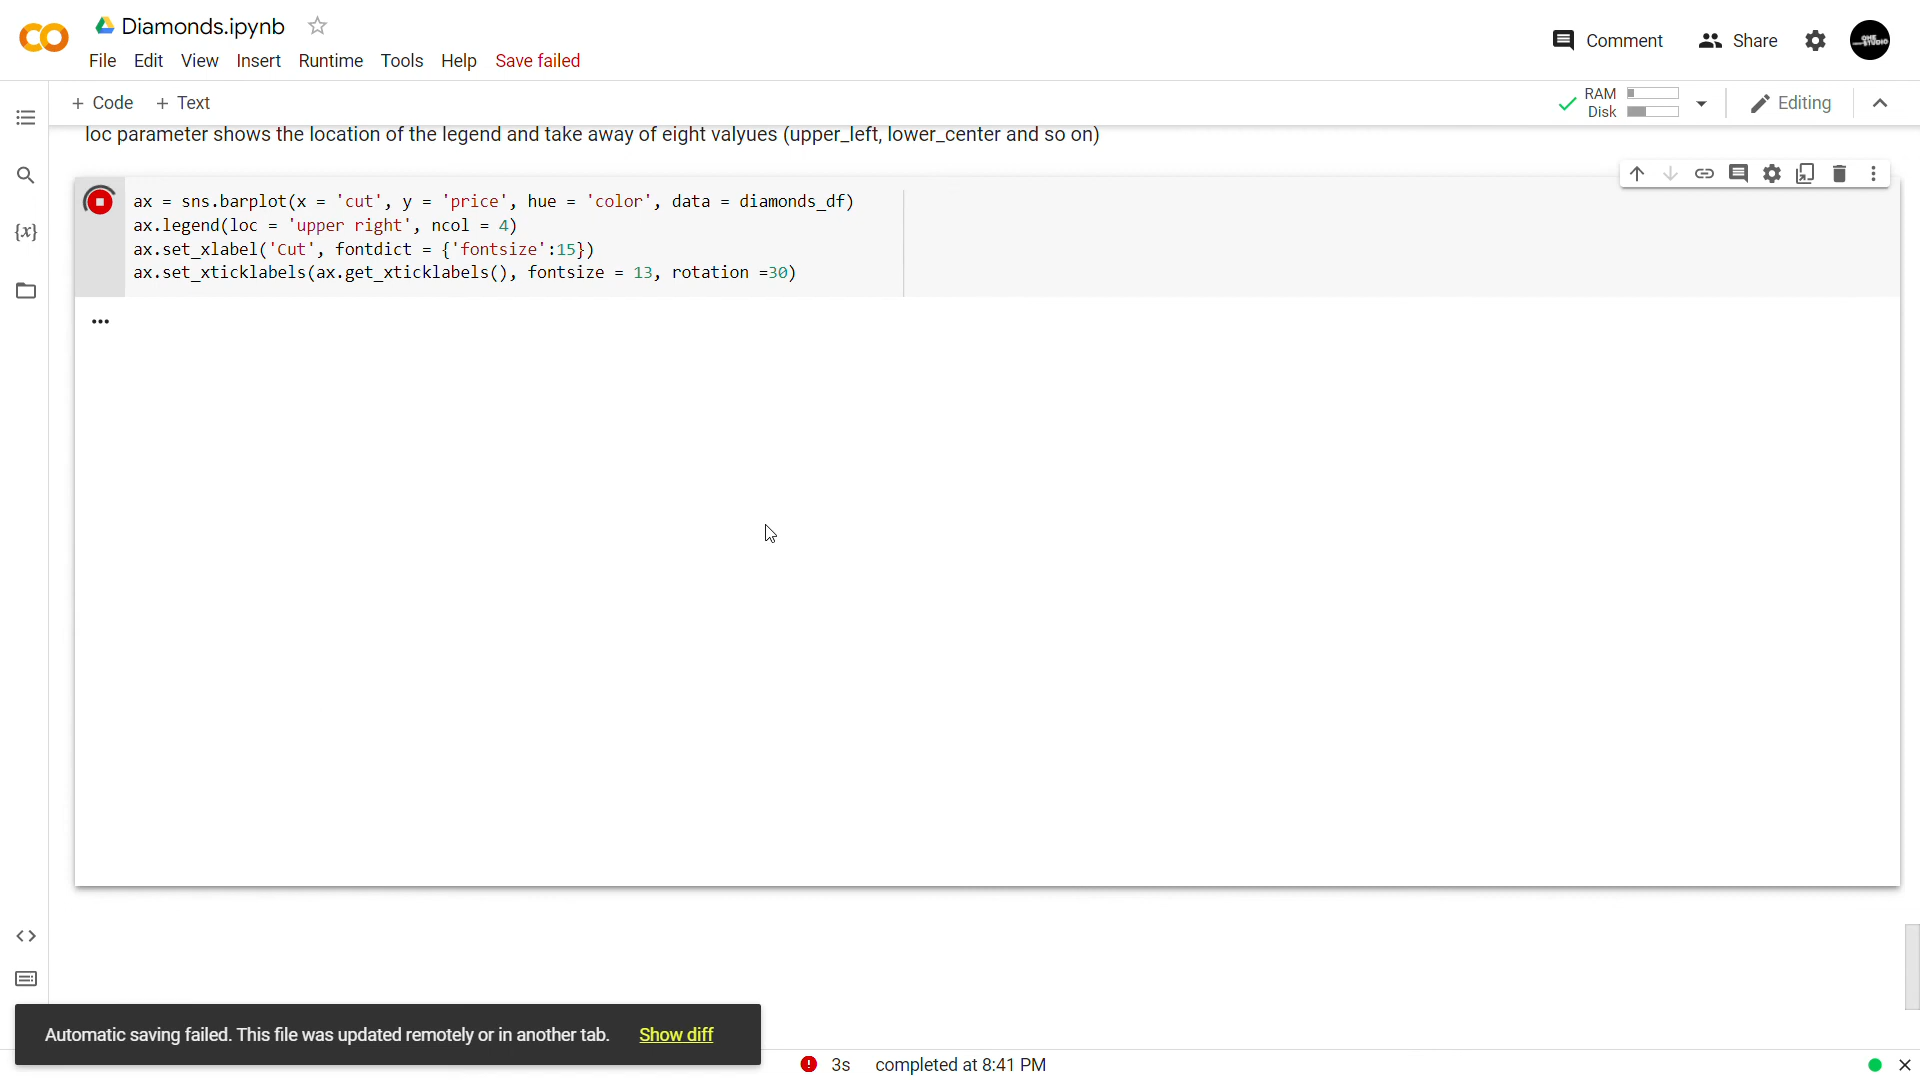 Diamonds.ipynb
File Edit View Insert Runtime Tools Help Save failed
Comment Share
+ Code + Text
RAM
Disk
Editing
loc parameter shows the location of the legend and take away of eight valyues (upper_left, lower_center and so on)
ax = sns.barplot(x = 'cut', y = 'price', hue = 'color', data = diamonds_df)
ax.legend(loc = 'upper right', ncol = 4)
ax.set_xlabel('Cut', fontdict = {'fontsize':15})
ax.set_xticklabels(ax.get_xticklabels(), fontsize = 13, rotation =30)
Automatic saving failed. This file was updated remotely or in another tab. Show diff
3s completed at 8:41 PM